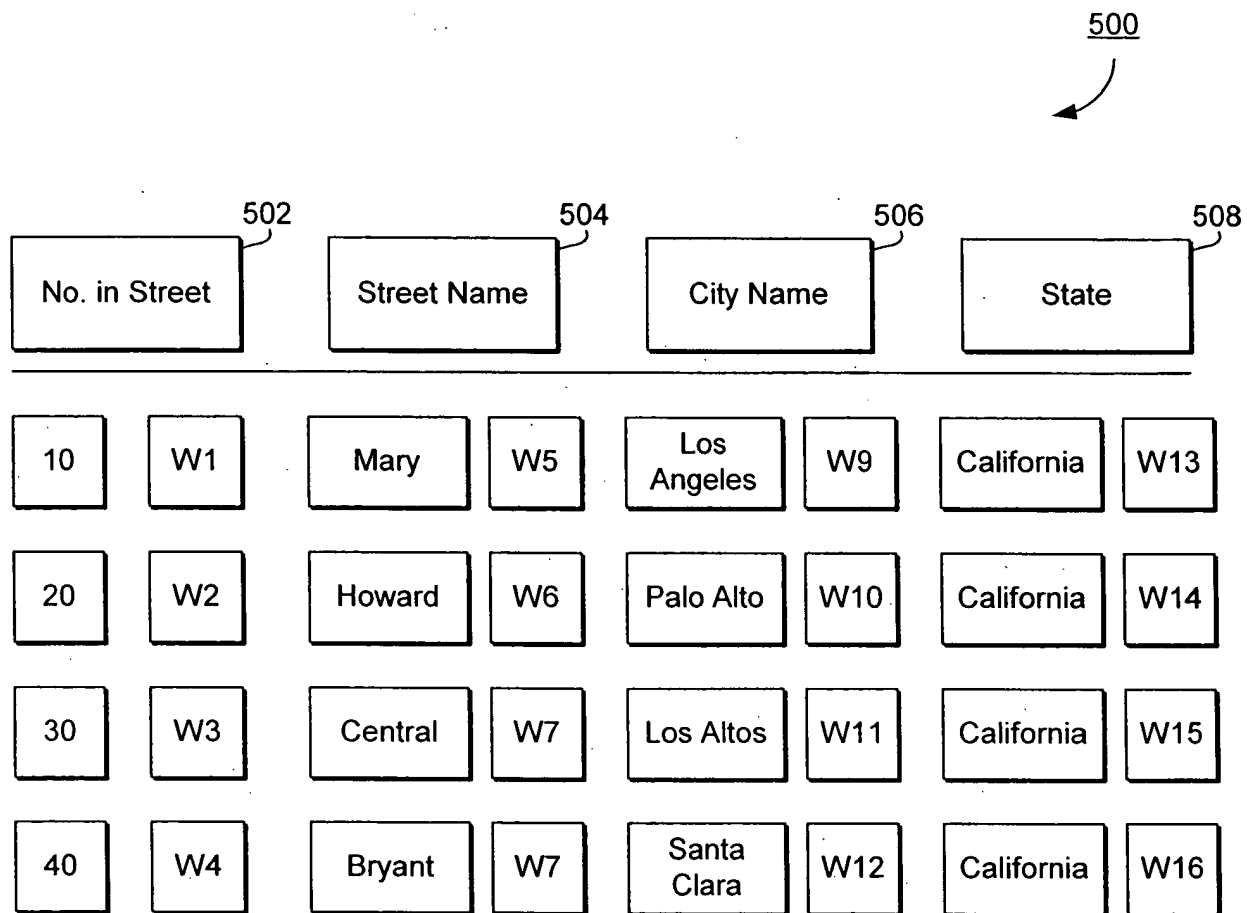 500
502 504 506 508
No. in Street Street Name City Name State
10 W1 Mary W5 Los Angeles W9 California W13
20 W2 Howard W6 Palo Alto W10 California W14
30 W3 Central W7 Los Altos W11 California W15
40 W4 Bryant W7 Santa Clara W12 California W16